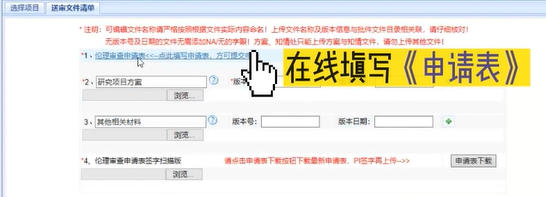 选择项目 送审文件清单
* 注明：可编辑文件名请严格按照根据文件实际内容命名！上传文件名称及版本信息与批件文件目录相关联，请仔细核对！
无版本号及日期的文件无需添加NA/无的字眼！方案、知情处只能上传方案与知情文件，请勿上传其他文件！
*1、伦理审查申请表<<--点此填写申请表，方可提交
在线填写《申请表》
*2、研究项目方案 *版本
浏览...
3、其他相关材料 版本号： 版本日期：
浏览...
*4、伦理审查申请表签字扫描版 请点击申请表下载按钮下载最新申请表，PI签字再上传-->> 申请表下载
浏览...